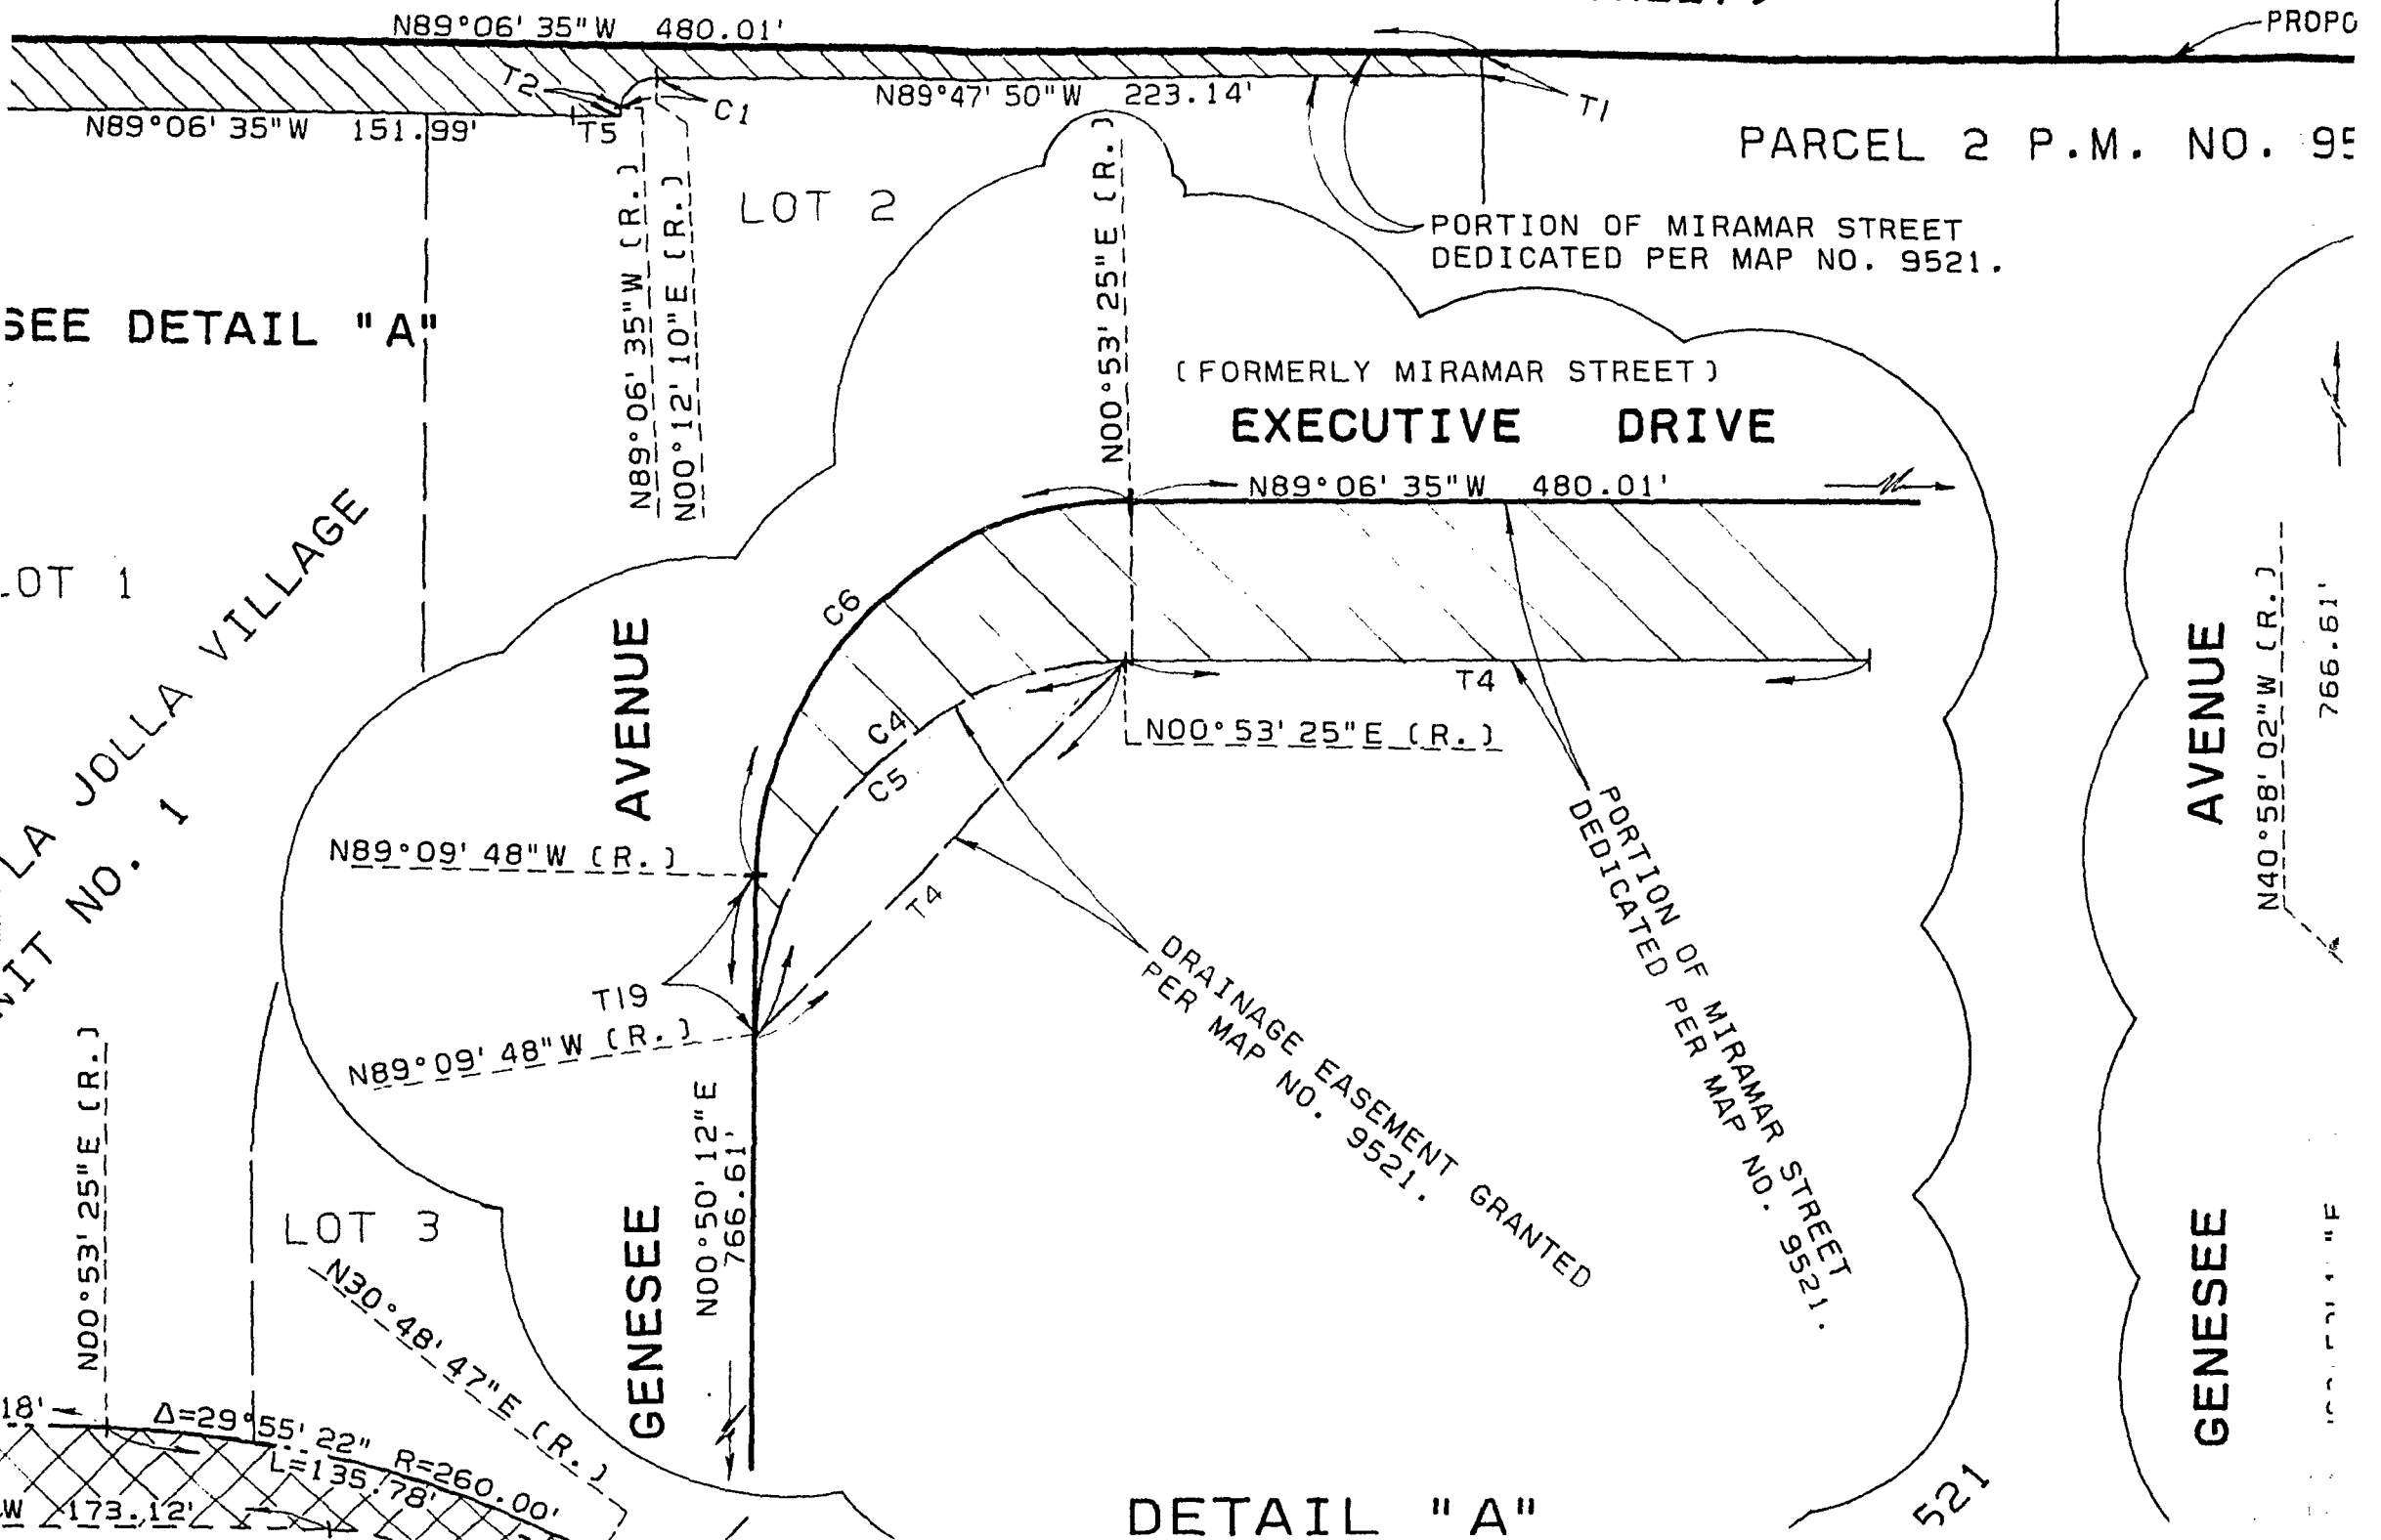 N89°06'35"W 480.01'
PROPO
T2
C1
N89°47'50"W 223.14'
T1
N89°06'35"W 151.99'
T5
PARCEL 2 P.M. NO. 95
LOT 2
N89°06'35"W (R.)
N00°12'10"E (R.)
N00°53'25"E (R.)
PORTION OF MIRAMAR STREET
DEDICATED PER MAP NO. 9521.
SEE DETAIL "A"
(FORMERLY MIRAMAR STREET)
EXECUTIVE DRIVE
N89°06'35"W 480.01'
LOT 1
LA JOLLA VILLAGE
NIT NO. 1
C6
C4
C5
T4
T4
N00°53'25"E (R.)
AVENUE
N89°09'48"W (R.)
T19
N89°09'48"W (R.)
N00°50'12"E
766.61'
GENESEE
DRAINAGE EASEMENT GRANTED
PER MAP NO. 9521.
PORTION OF MIRAMAR STREET
DEDICATED PER MAP NO. 9521.
AVENUE
N40°58'02"W (R.)
766.61'
GENESEE
N00°53'25"E (R.)
LOT 3
N30°48'47"E (R.)
18'
Δ=29°55'22" R=260.00'
L=135.78'
W 173.12'
DETAIL "A"
521